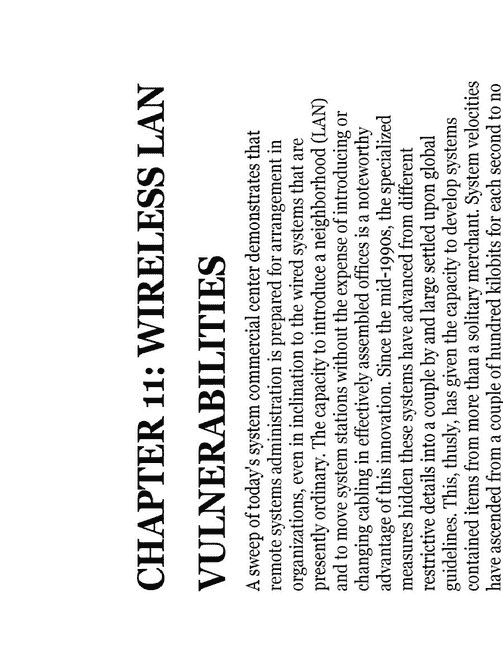 CHAPTER 11: WIRELESS LAN
VULNERABILITIES
A sweep of today's system commercial center demonstrates that
remote systems administration is prepared for arrangement in
organizations, even in inclination to the wired systems that are
presently ordinary. The capacity to introduce a neighborhood (LAN)
and to move system stations without the expense of introducing or
changing cabling in effectively assembled offices is a noteworthy
advantage of this innovation. Since the mid-1990s, the specialized
measures hidden these systems have advanced from different
restrictive details into a couple by and large settled upon global
guidelines. This, thusly, has given the capacity to develop systems
contained items from more than a solitary merchant. System velocities
have ascended from a couple of hundred kilobits for each second to no